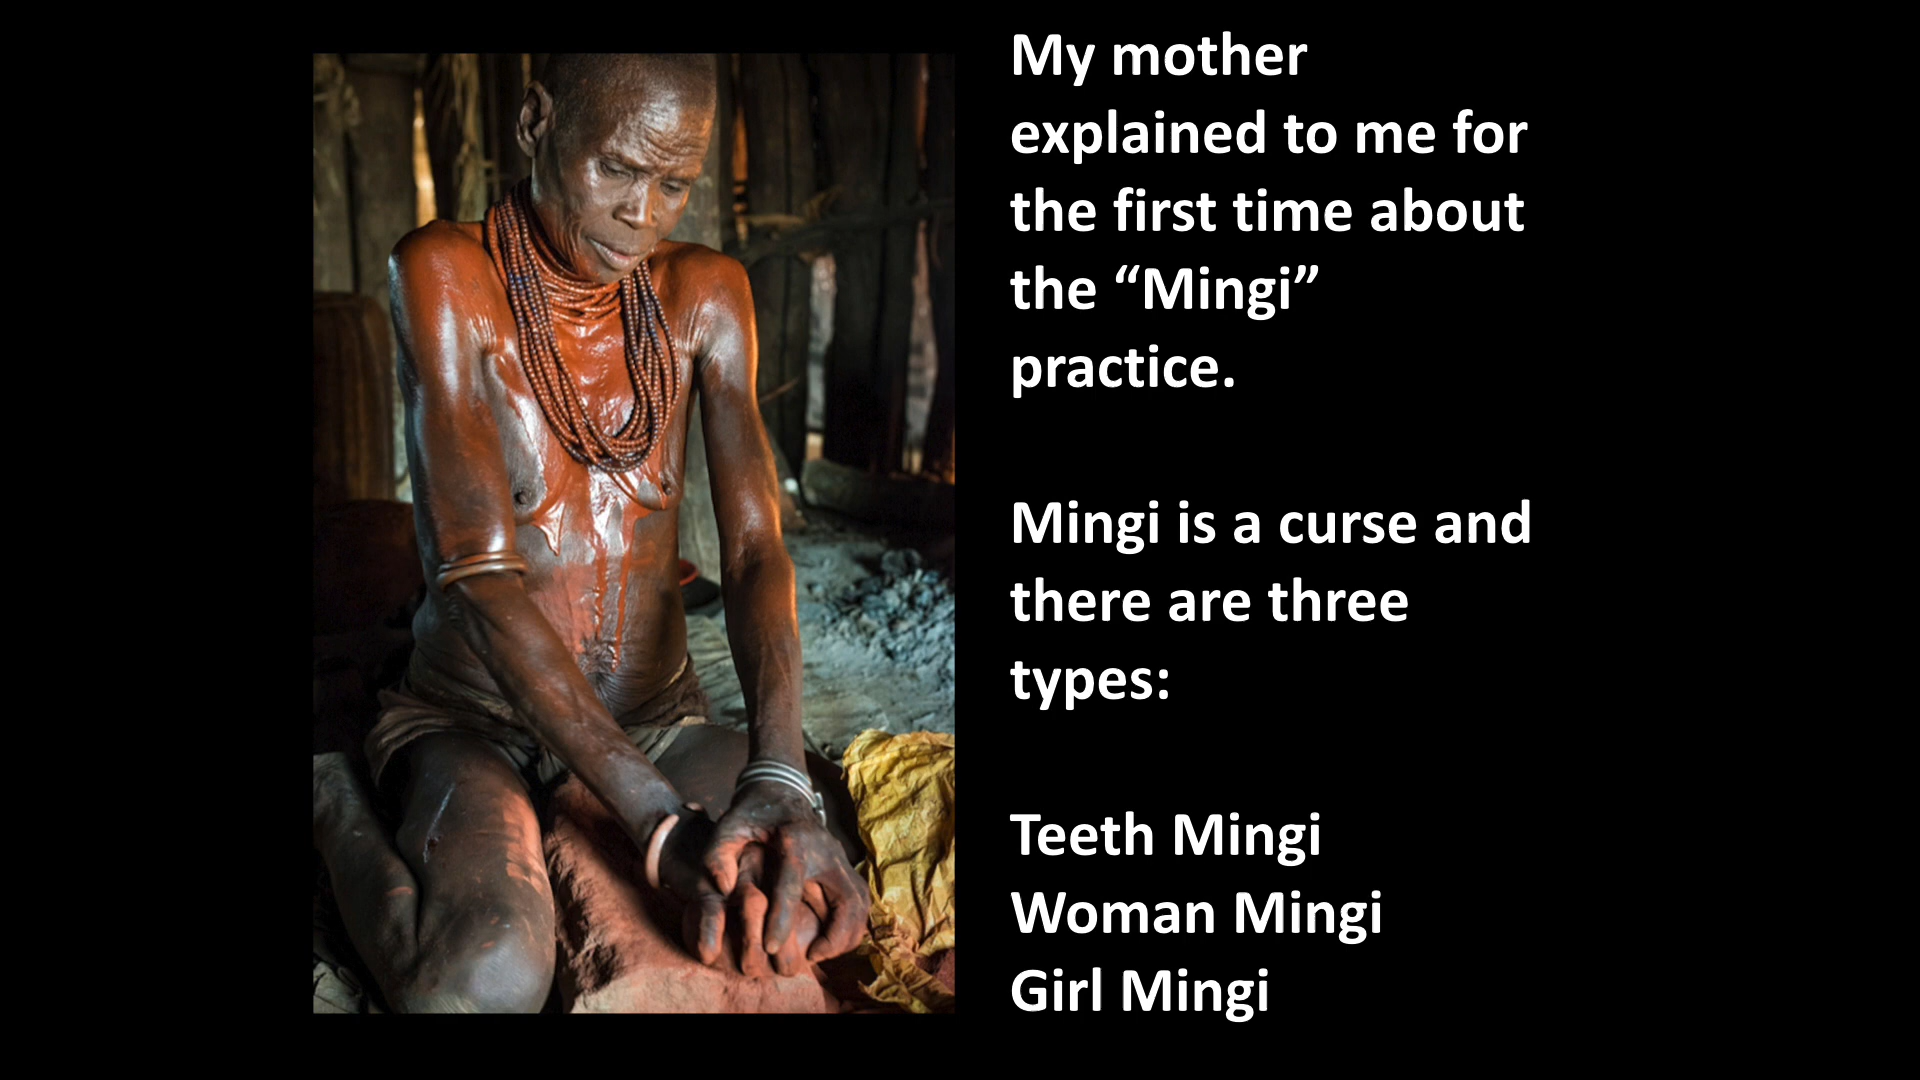 My mother
explained to me for
the first time about
the “Mingi”
practice.
Mingi is a curse and
there are three
types:
Teeth Mingi
Woman Mingi
Girl Mingi